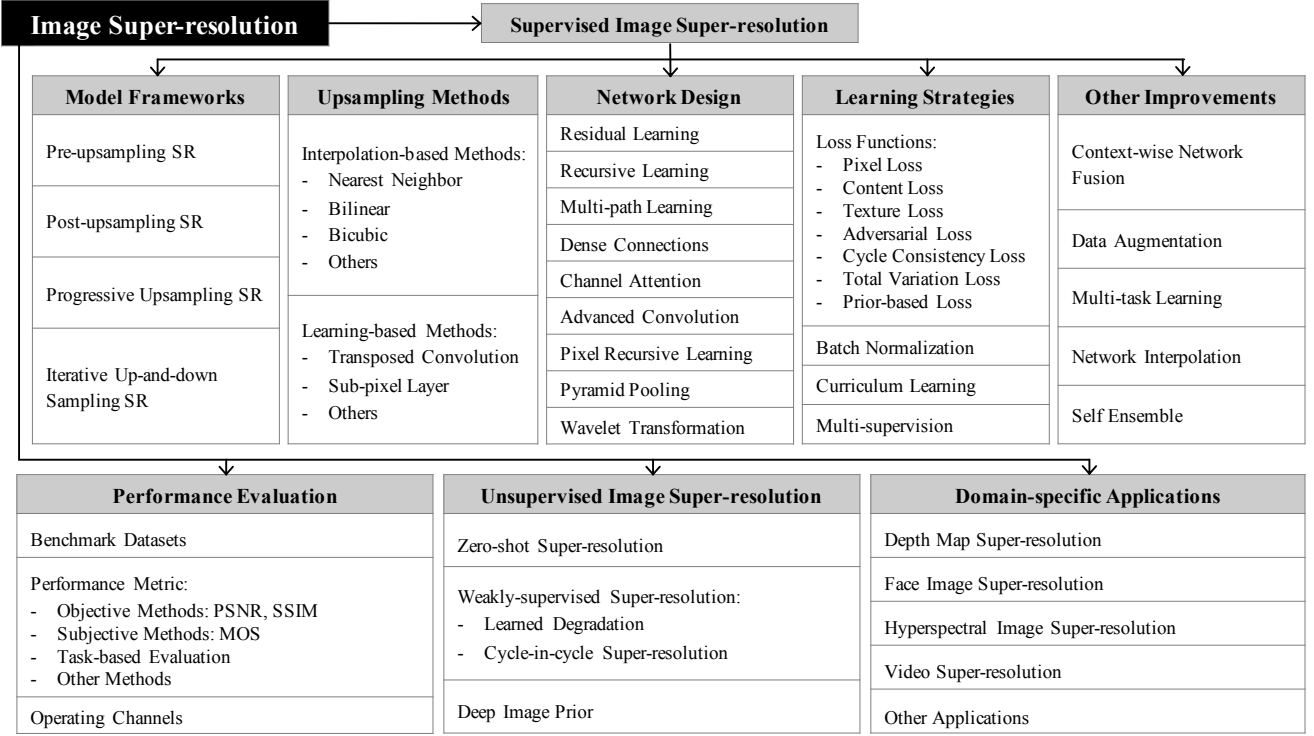 Image Super-resolution
Supervised Image Super-resolution
Model Frameworks
Pre-upsampling SR
Post-upsampling SR
Progressive Upsampling SR
Iterative Up-and-down
Sampling SR
Upsampling Methods
Interpolation-based Methods:
- Nearest Neighbor
- Bilinear
- Bicubic
- Others
Learning-based Methods:
- Transposed Convolution
- Sub-pixel Layer
- Others
Network Design
Residual Learning
Recursive Learning
Multi-path Learning
Dense Connections
Channel Attention
Advanced Convolution
Pixel Recursive Learning
Pyramid Pooling
Wavelet Transformation
Learning Strategies
Loss Functions:
- Pixel Loss
- Content Loss
- Texture Loss
- Adversarial Loss
- Cycle Consistency Loss
- Total Variation Loss
- Prior-based Loss
Batch Normalization
Curriculum Learning
Multi-supervision
Other Improvements
Context-wise Network
Fusion
Data Augmentation
Multi-task Learning
Network Interpolation
Self Ensemble
Performance Evaluation
Benchmark Datasets
Performance Metric:
- Objective Methods: PSNR, SSIM
- Subjective Methods: MOS
- Task-based Evaluation
- Other Methods
Operating Channels
Unsupervised Image Super-resolution
Zero-shot Super-resolution
Weakly-supervised Super-resolution:
- Learned Degradation
- Cycle-in-cycle Super-resolution
Deep Image Prior
Domain-specific Applications
Depth Map Super-resolution
Face Image Super-resolution
Hyperspectral Image Super-resolution
Video Super-resolution
Other Applications